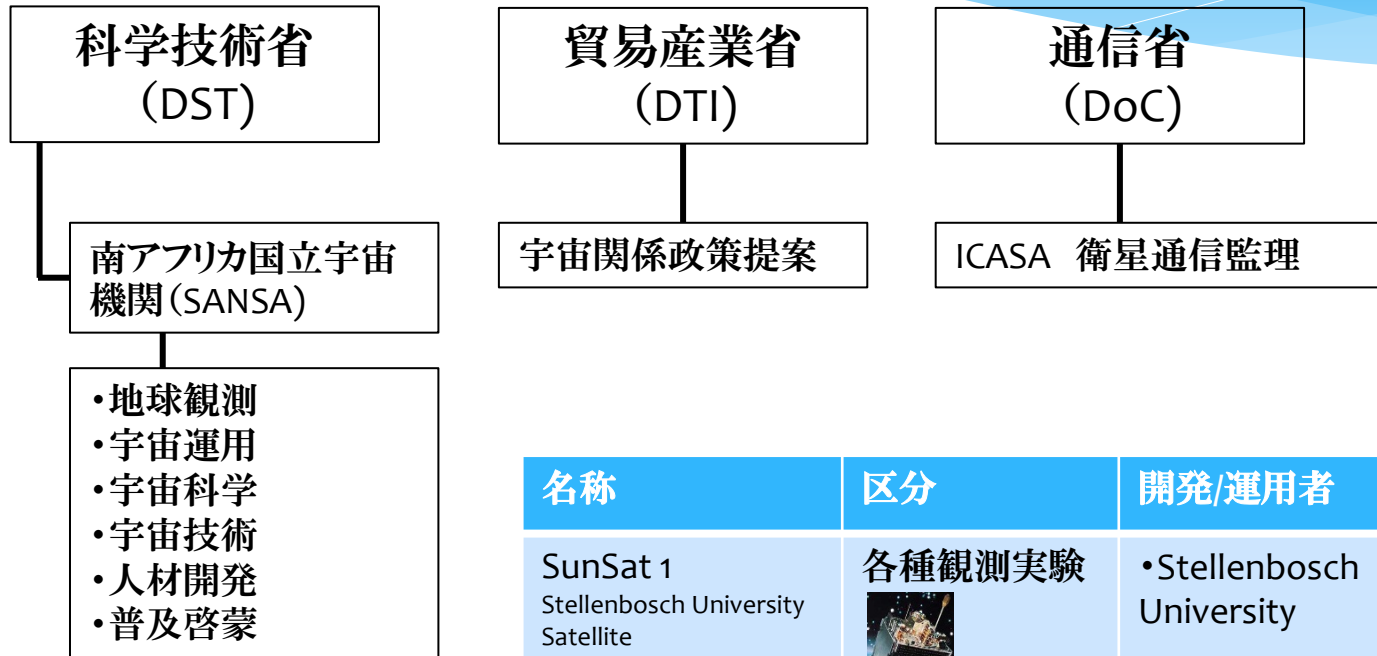 科学技術省
(DST)
貿易産業省
(DTI)
通信省
(DoC)
南アフリカ国立宇宙
機関(SANSA)
宇宙関係政策提案
ICASA 衛星通信監理
・地球観測
・宇宙運用
・宇宙科学
・宇宙技術
・人材開発
・普及啓蒙
名称
区分
開発/運用者
SunSat 1
Stellenbosch University
Satellite
各種観測実験
•Stellenbosch
University